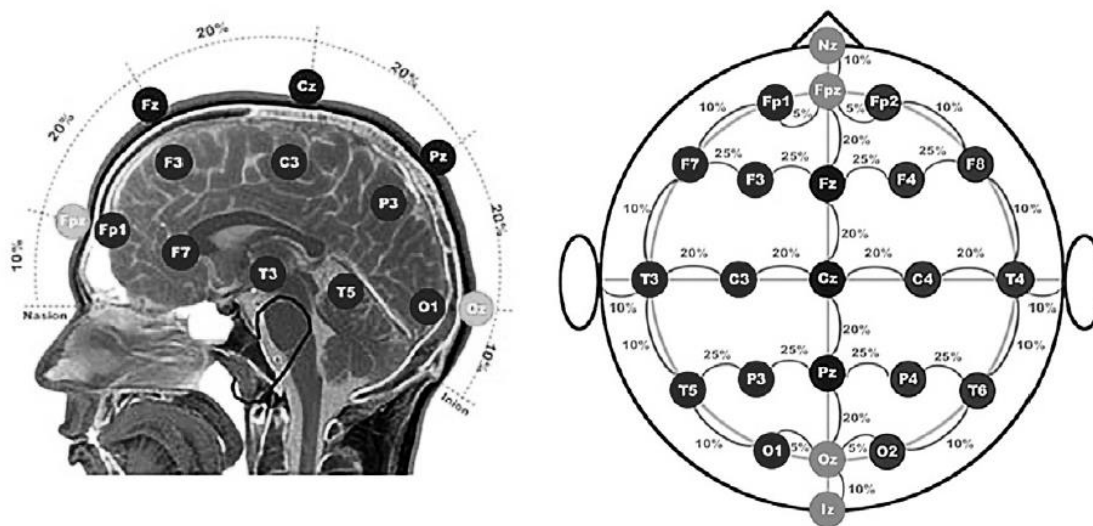 20%
20%
Cz
Fz
20%
Pz
F3
C3
P3
20%
Fpz
Fp1
F7
T3
T5
O1
Oz
10%
Nasion
10%
Inion
Nz
10%
Fp1
Fpz
Fp2
10%
5%
5%
10%
20%
F7
25%
F3
25%
Fz
25%
F4
25%
F8
10%
20%
10%
T3
20%
C3
20%
Cz
20%
C4
20%
T4
10%
10%
10%
20%
10%
T5
25%
P3
25%
Pz
25%
P4
25%
T6
20%
10%
O1
5%
Oz
5%
O2
10%
10%
Iz